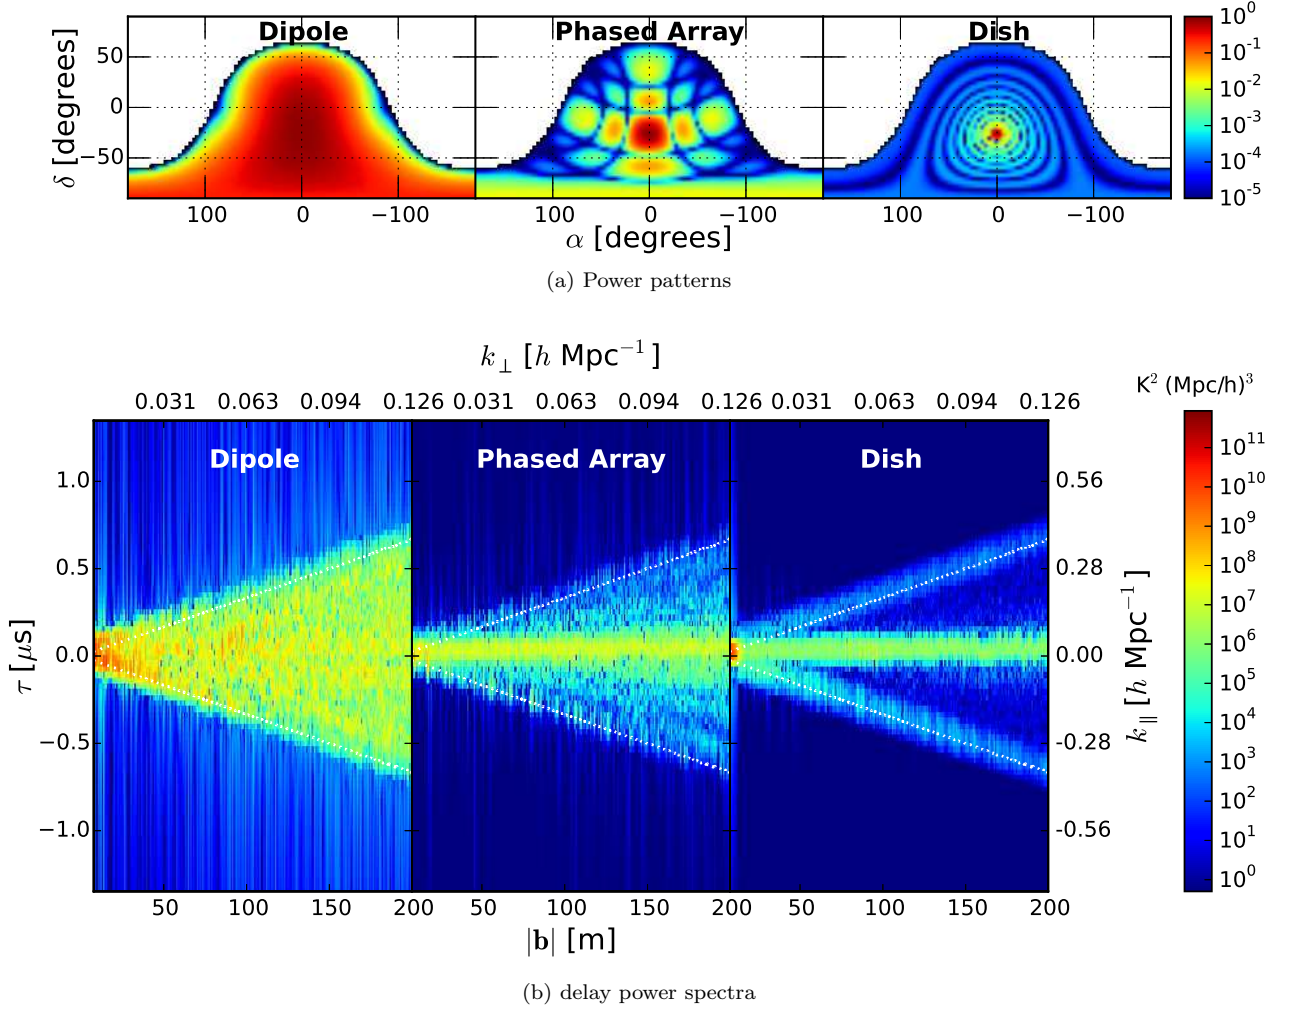 Dipole Phased Array Dish
δ [degrees]
50
0
−50
100 0 −100 100 0 −100 100 0 −100
α [degrees]
10^0
10^-1
10^-2
10^-3
10^-4
10^-5
(a) Power patterns
k⊥ [h Mpc^-1]
0.031 0.063 0.094 0.126 0.031 0.063 0.094 0.126 0.031 0.063 0.094 0.126
Dipole Phased Array Dish
τ [μs]
1.0
0.5
0.0
−0.5
−1.0
0.56
0.28
0.00
-0.28
-0.56
k∥ [h Mpc^-1]
50 100 150 200 50 100 150 200 50 100 150 200
|b| [m]
K^2 (Mpc/h)^3
10^11
10^10
10^9
10^8
10^7
10^6
10^5
10^4
10^3
10^2
10^1
10^0
(b) delay power spectra